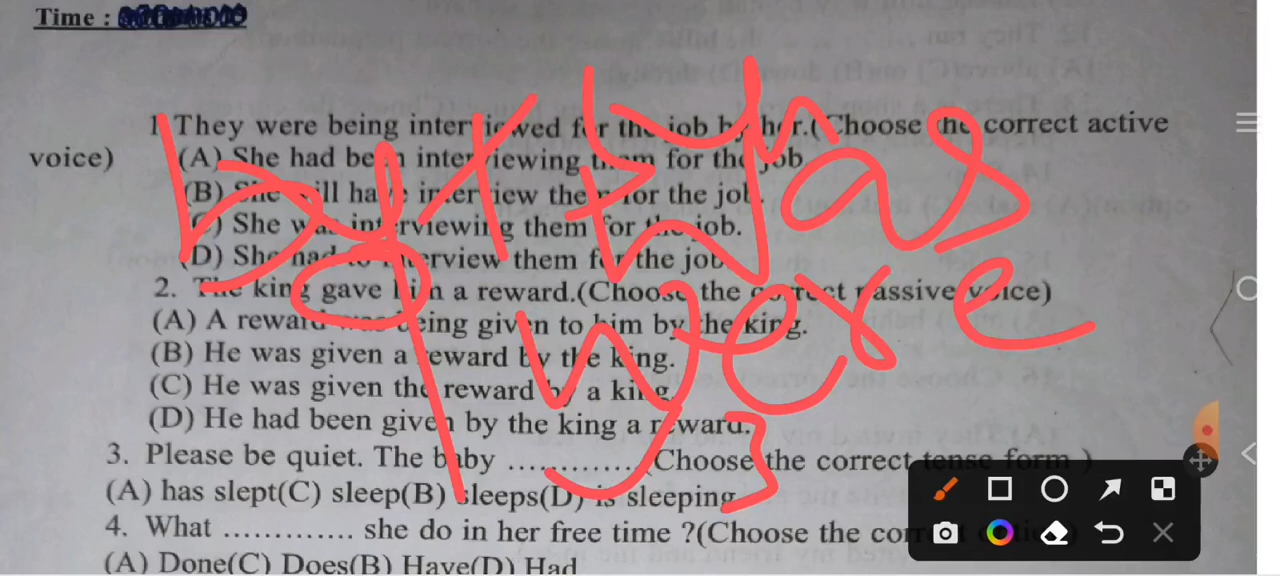 Time :
1 They were being interviewed for the job by her.(Choose the correct active
voice) (A) She had been interviewing them for the job
(B) She will have interview them for the job.
(C) She was interviewing them for the job.
(D) She had to interview them for the job.
2. The king gave him a reward.(Choose the correct passive voice)
(A) A reward was being given to him by the king.
(B) He was given a reward by the king.
(C) He was given the reward by a king.
(D) He had been given by the king a reward.
3. Please be quiet. The baby ............. (Choose the correct tense form )
(A) has slept(C) sleep(B) sleeps(D) is sleeping
4. What ............. she do in her free time ?(Choose the
(A) Done(C) Does(B) Have(D) Had